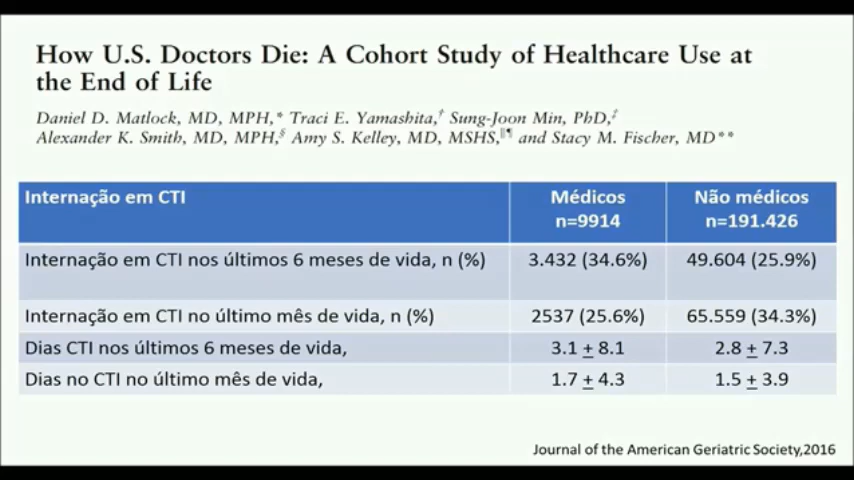 How U.S. Doctors Die: A Cohort Study of Healthcare Use at
the End of Life
Daniel D. Matlock, MD, MPH,* Traci E. Yamashita,† Sung-Joon Min, PhD,‡
Alexander K. Smith, MD, MPH,§ Amy S. Kelley, MD, MSHS,‖¶ and Stacy M. Fischer, MD**
Internação em CTI Médicos Não médicos
n=9914 n=191.426
Internação em CTI nos últimos 6 meses de vida, n (%) 3.432 (34.6%) 49.604 (25.9%)
Internação em CTI no último mês de vida, n (%) 2537 (25.6%) 65.559 (34.3%)
Dias CTI nos últimos 6 meses de vida, 3.1 ± 8.1 2.8 ± 7.3
Dias no CTI no último mês de vida, 1.7 ± 4.3 1.5 ± 3.9
Journal of the American Geriatric Society,2016